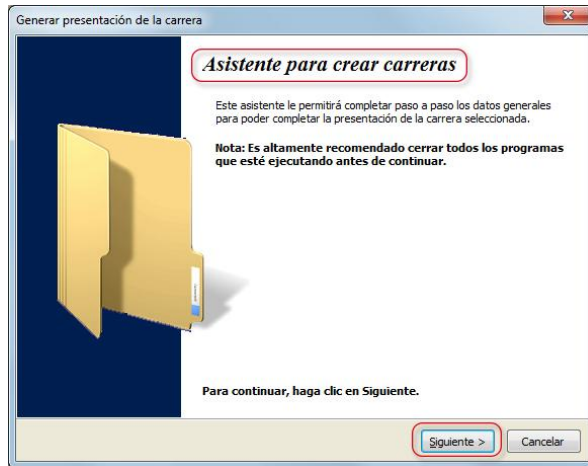 Generar presentación de la carrera
Asistente para crear carreras
Este asistente le permitirá completar paso a paso los datos generales
para poder completar la presentación de la carrera seleccionada.
Nota: Es altamente recomendado cerrar todos los programas
que esté ejecutando antes de continuar.
Para continuar, haga clic en Siguiente.
Siguiente >
Cancelar